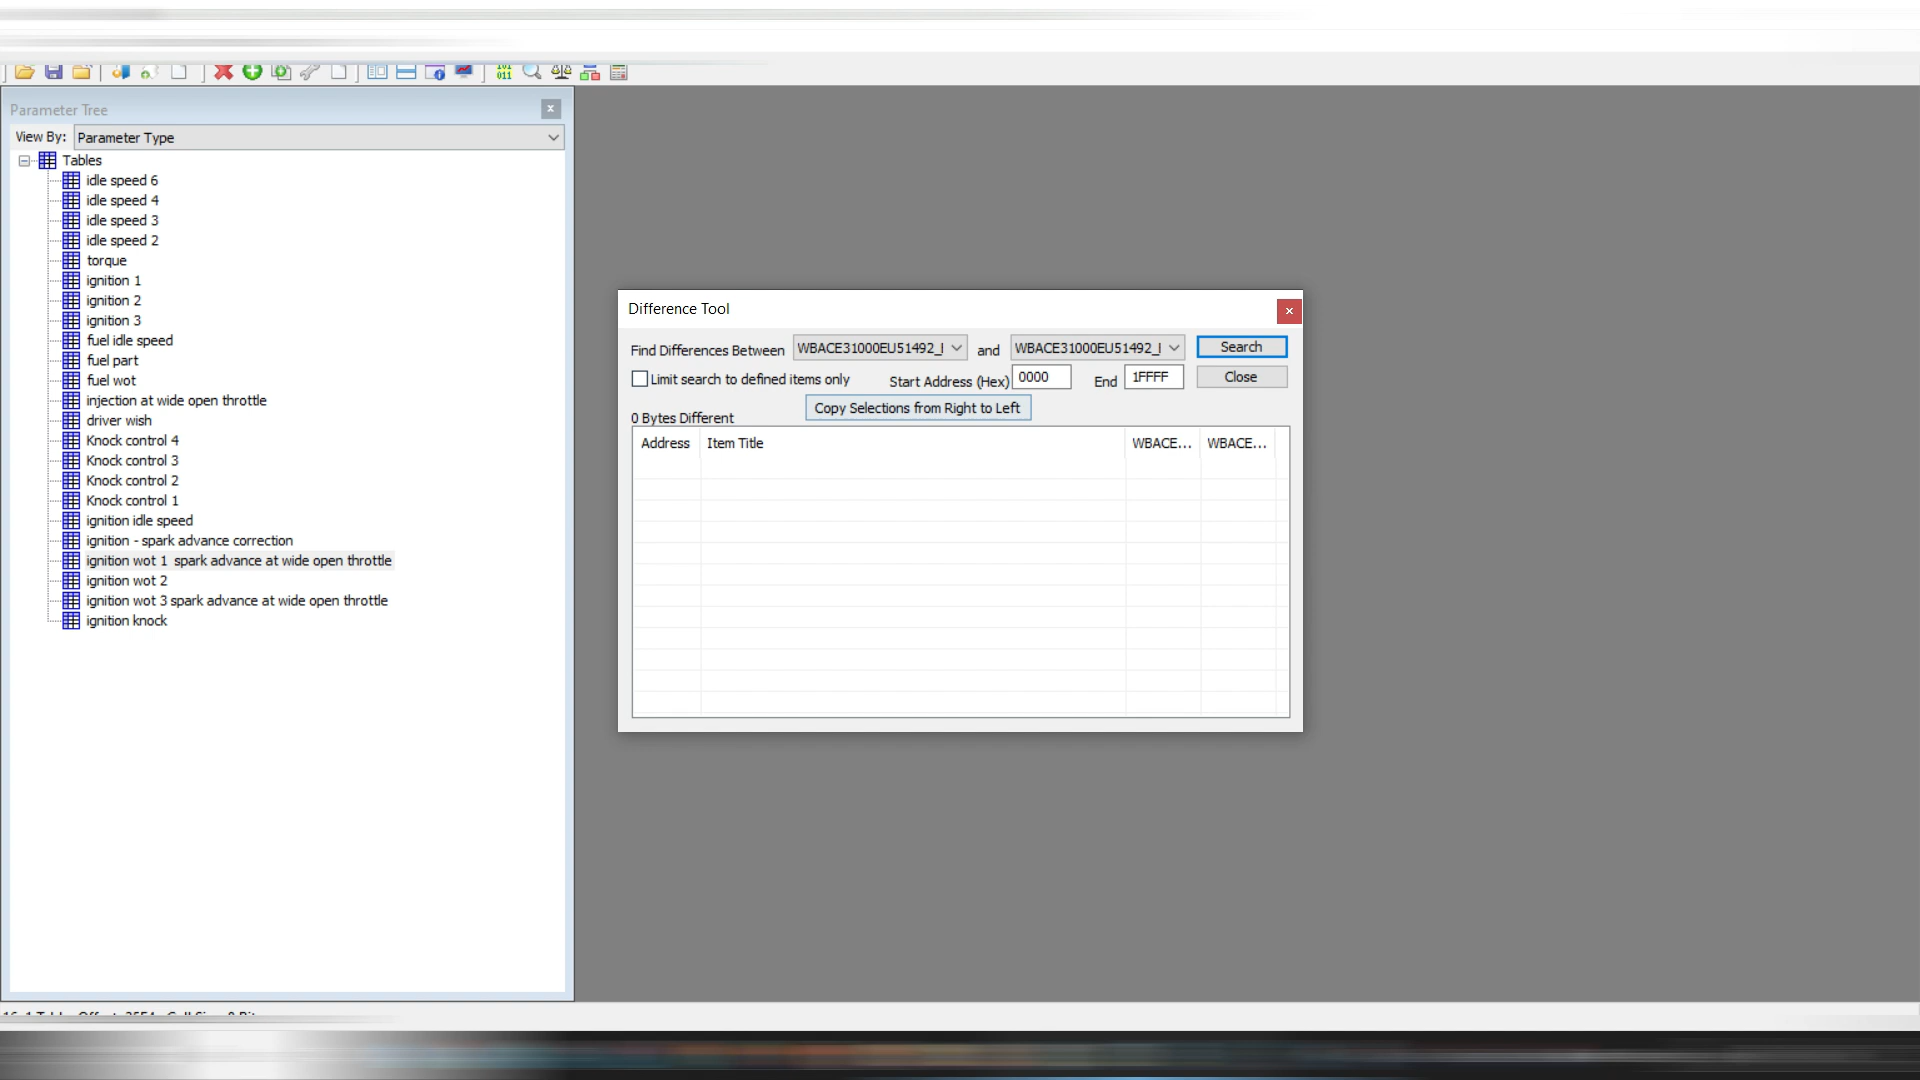 Parameter Tree
View By: Parameter Type
Tables
idle speed 6
idle speed 4
idle speed 3
idle speed 2
torque
ignition 1
ignition 2
ignition 3
fuel idle speed
fuel part
fuel wot
injection at wide open throttle
driver wish
Knock control 4
Knock control 3
Knock control 2
Knock control 1
ignition idle speed
ignition - spark advance correction
ignition wot 1 spark advance at wide open throttle
ignition wot 2
ignition wot 3 spark advance at wide open throttle
ignition knock
Difference Tool
Find Differences Between WBACE31000EU51492_ and WBACE31000EU51492_ Search
Limit search to defined items only Start Address (Hex) 0000 End 1FFFF Close
Copy Selections from Right to Left
0 Bytes Different
Address Item Title WBACE... WBACE...